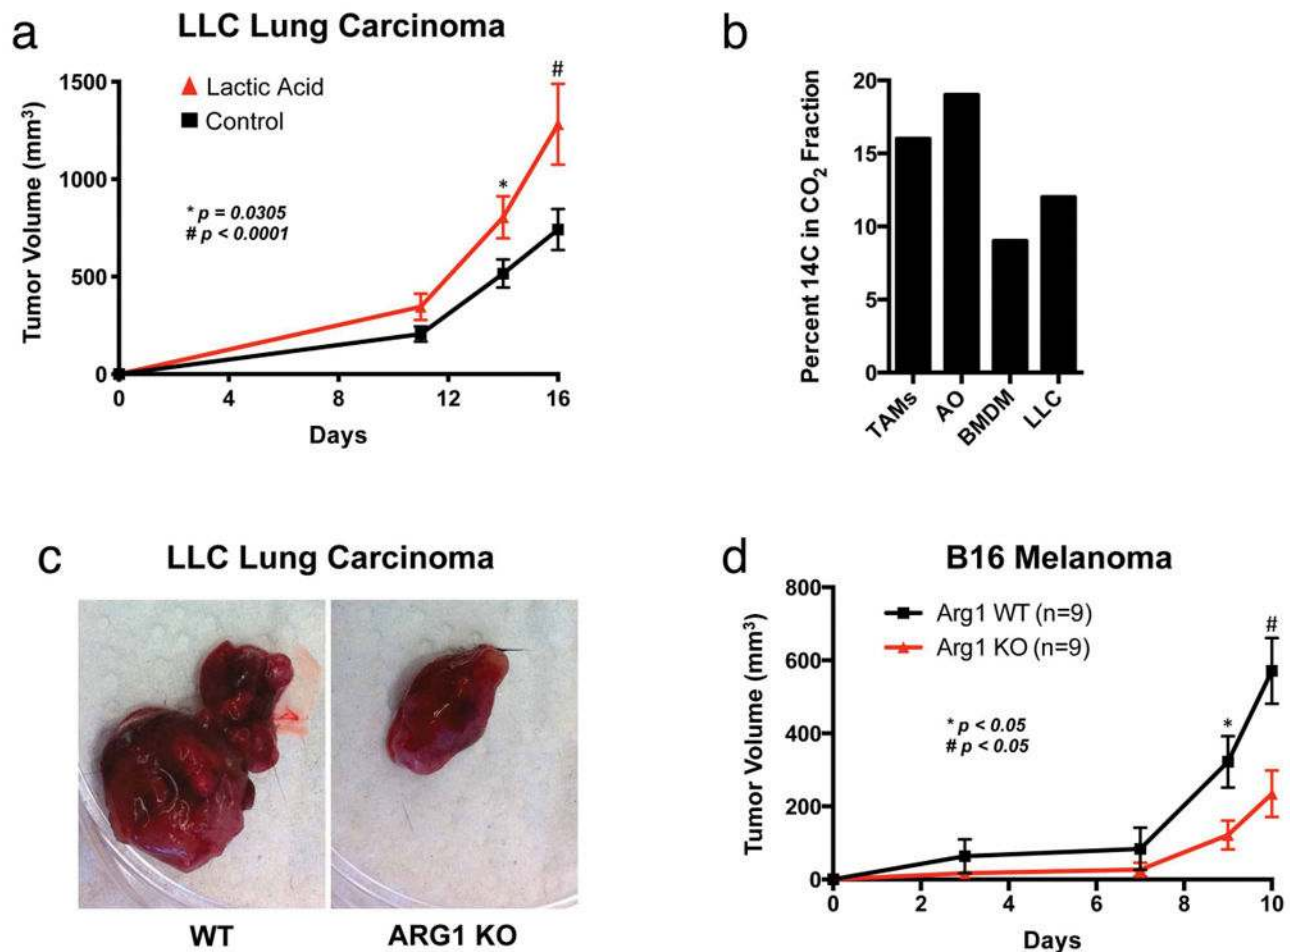 a
LLC Lung Carcinoma
Tumor Volume (mm³)
1500
1000
500
0
Lactic Acid
Control
* p = 0.0305
# p < 0.0001
*
#
0 4 8 12 16
Days
b
Percent 14C in CO₂ Fraction
20
15
10
5
0
TAMs AO BMDM LLC
c
LLC Lung Carcinoma
WT ARG1 KO
d
B16 Melanoma
Tumor Volume (mm³)
800
600
400
200
0
Arg1 WT (n=9)
Arg1 KO (n=9)
* p < 0.05
# p < 0.05
*
#
0 2 4 6 8 10
Days